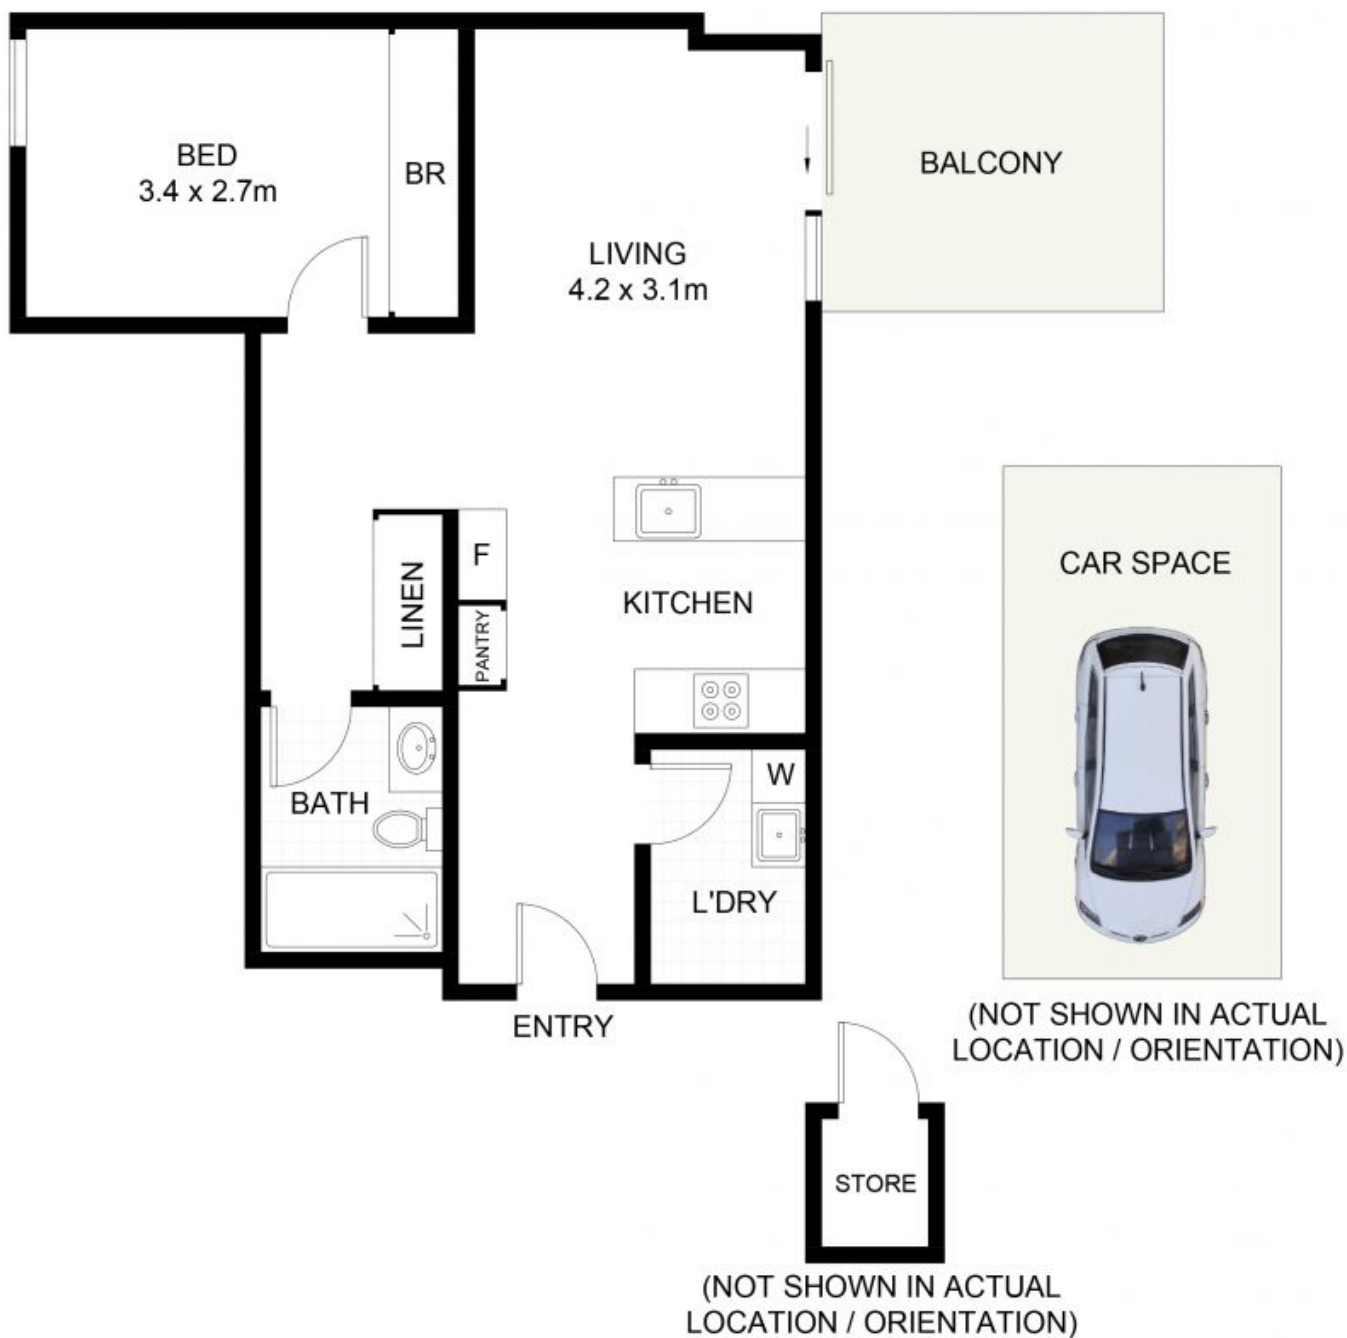 BED
3.4 x 2.7m
BR
BALCONY
LIVING
4.2 x 3.1m
F
LINEN
PANTRY
KITCHEN
CAR SPACE
W
BATH
L'DRY
ENTRY
(NOT SHOWN IN ACTUAL
LOCATION / ORIENTATION)
STORE
(NOT SHOWN IN ACTUAL
LOCATION / ORIENTATION)